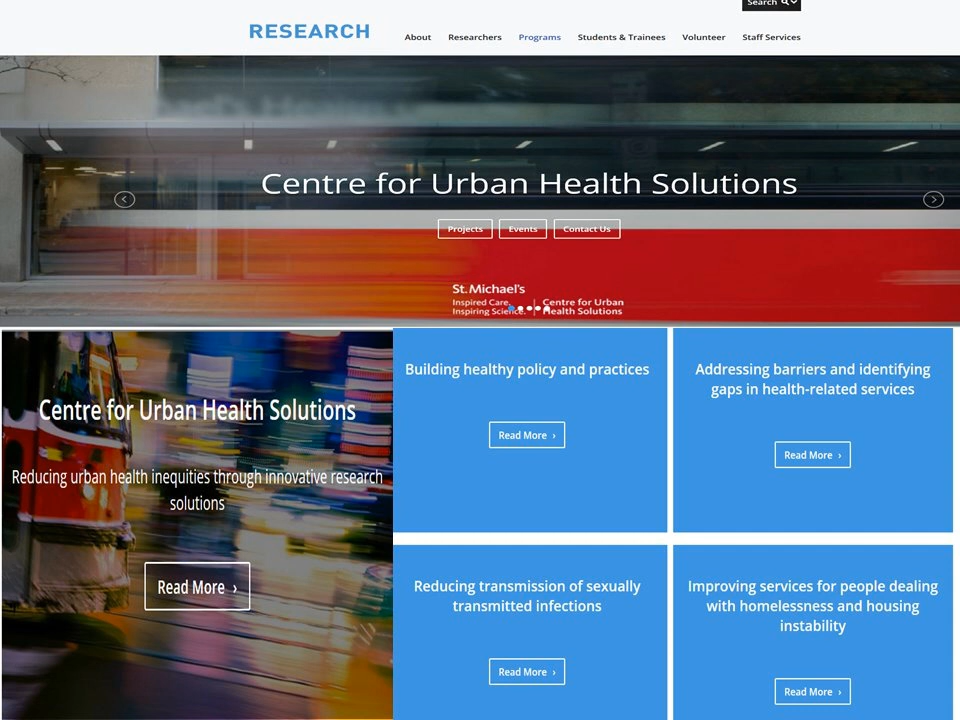 Search
RESEARCH
About Researchers Programs Students & Trainees Volunteer Staff Services
Centre for Urban Health Solutions
Projects Events Contact Us
St. Michael's
Inspired Care.
Inspiring Science.
Centre for Urban
Health Solutions
Centre for Urban Health Solutions
Reducing urban health inequities through innovative research
solutions
Read More ›
Building healthy policy and practices
Read More ›
Addressing barriers and identifying
gaps in health-related services
Read More ›
Reducing transmission of sexually
transmitted infections
Read More ›
Improving services for people dealing
with homelessness and housing
instability
Read More ›